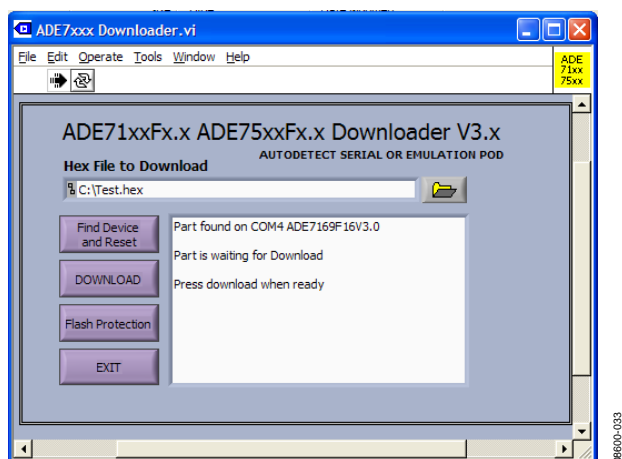 ADE7xxx Downloader.vi
File Edit Operate Tools Window Help
ADE
71xx
75xx
ADE71xxFx.x ADE75xxFx.x Downloader V3.x
AUTODETECT SERIAL OR EMULATION POD
Hex File to Download
C:\Test.hex
Find Device
and Reset
DOWNLOAD
Flash Protection
EXIT
Part found on COM4 ADE7169F16V3.0
Part is waiting for Download
Press download when ready